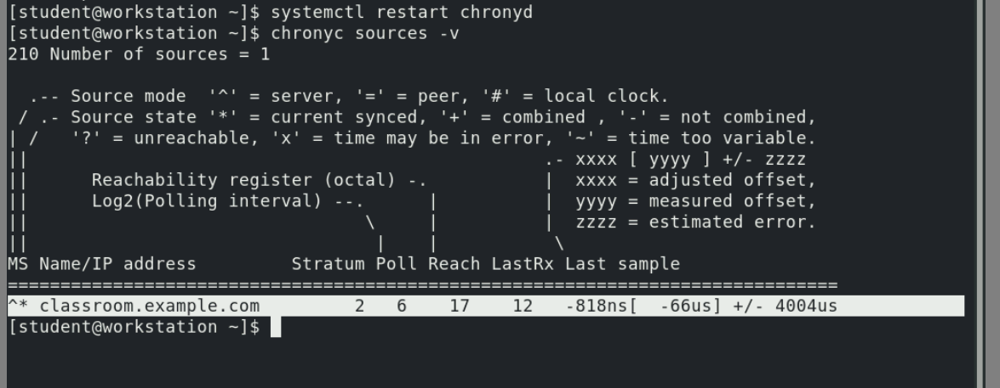 [student@workstation ~]$ systemctl restart chronyd
[student@workstation ~]$ chronyc sources -v
210 Number of sources = 1

  .-- Source mode  '^' = server, '=' = peer, '#' = local clock.
 / .- Source state '*' = current synced, '+' = combined , '-' = not combined,
| /   '?' = unreachable, 'x' = time may be in error, '~' = time too variable.
||                                                 .- xxxx [ yyyy ] +/- zzzz
||      Reachability register (octal) -.           |  xxxx = adjusted offset,
||      Log2(Polling interval) --.      |          |  yyyy = measured offset,
||                                \     |          |  zzzz = estimated error.
||                                 |    |           \
MS Name/IP address         Stratum Poll Reach LastRx Last sample
===============================================================================
^* classroom.example.com         2   6    17    12   -818ns[  -66us] +/- 4004us
[student@workstation ~]$